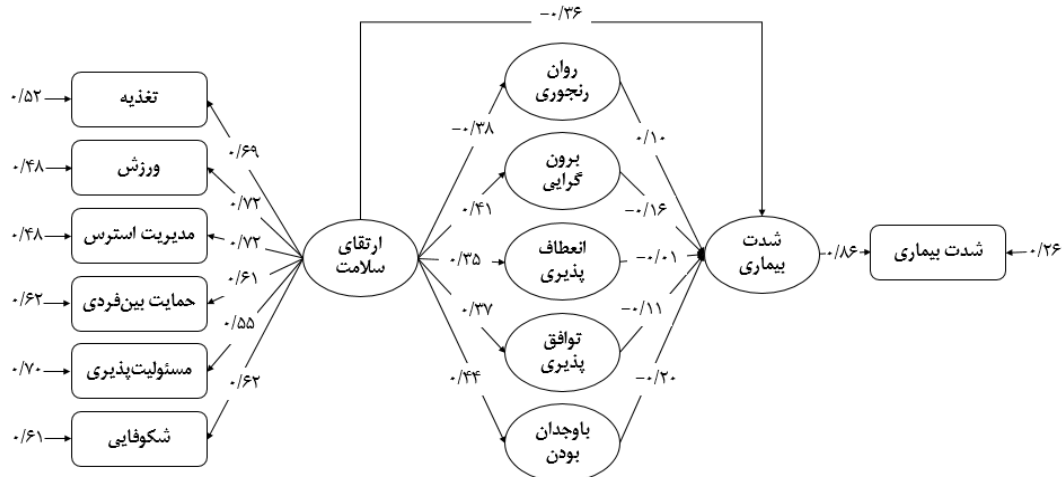 -۰/۳۶
روان
رنجوری
۰/۵۲
تغذیه
-۰/۳۸
۰/۱۰
۰/۶۹
۰/۴۸
ورزش
برون
گرایی
۰/۷۲
۰/۴۱
-۰/۱۶
۰/۴۸
مدیریت استرس
۰/۷۲
ارتقای
سلامت
۰/۳۵
انعطاف
پذیری
-۰/۰۱
شدت
بیماری
۰/۸۶
شدت بیماری
۰/۲۶
۰/۶۲
حمایت بین‌فردی
۰/۶۱
۰/۳۷
-۰/۱۱
۰/۵۵
توافق
پذیری
۰/۷۰
مسئولیت‌پذیری
۰/۶۲
۰/۴۴
-۰/۲۰
۰/۶۱
شکوفایی
باوجدان
بودن